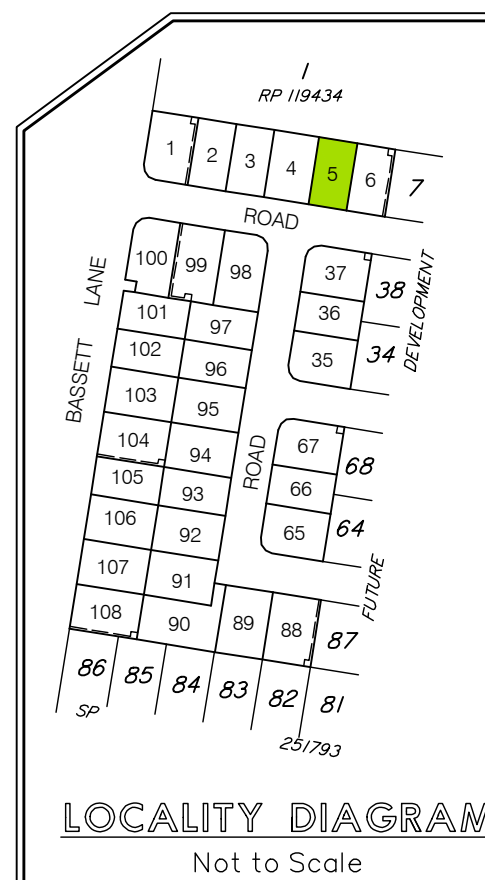 1
RP 119434
1 2 3 4 5 6 7
ROAD
100 99 98
BASSETT LANE
37
38
36
35
34
DEVELOPMENT
101
97
102
96
103
95
104
94
ROAD
67
68
66
65
64
105
93
106
92
107
91
108
90
89
88
87
FUTURE
86 85 84 83 82 81
SP
251793
LOCALITY DIAGRAM
Not to Scale